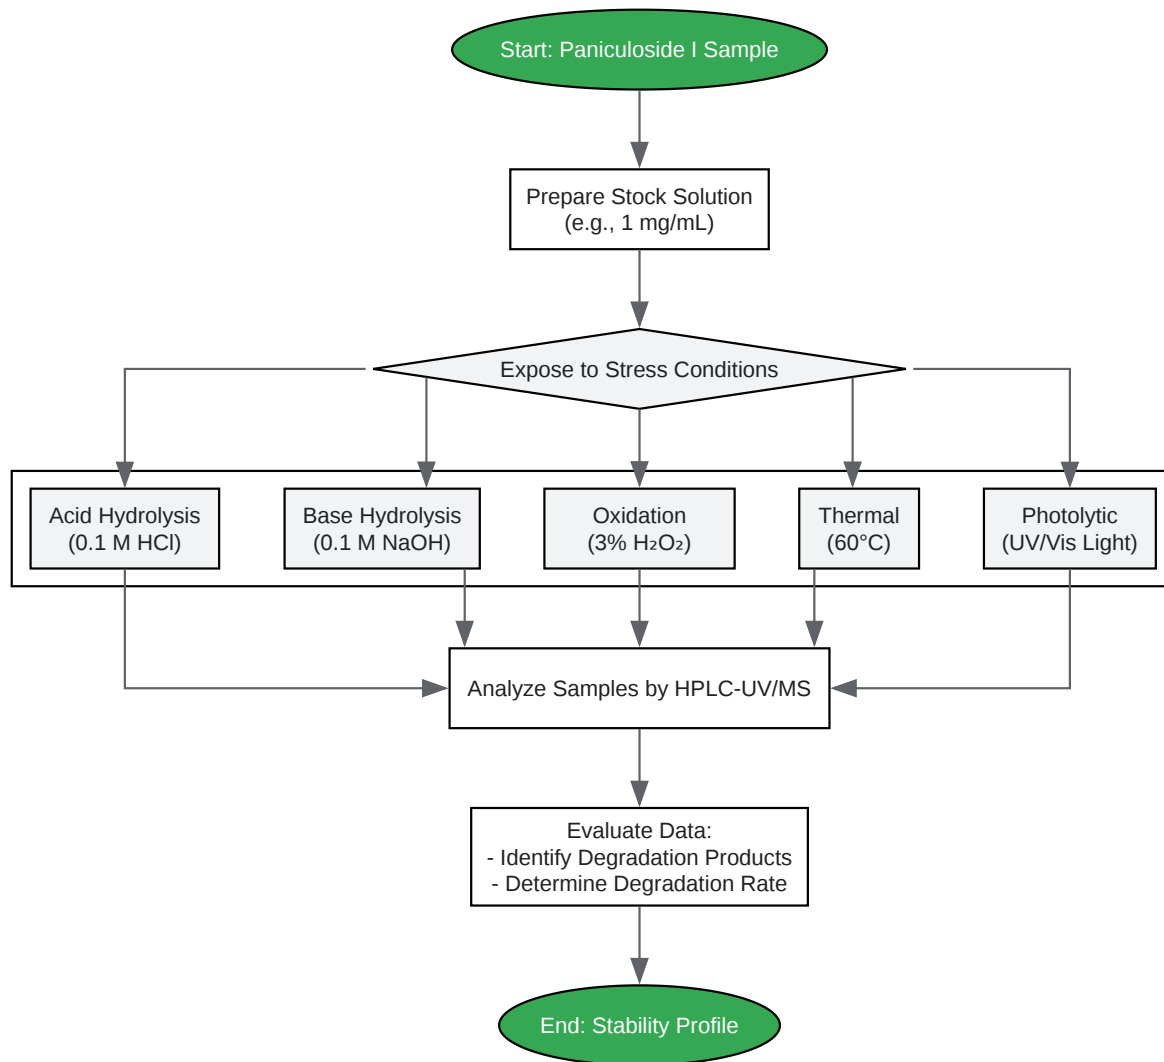 Start: Paniculoside I Sample
Prepare Stock Solution
(e.g., 1 mg/mL)
Expose to Stress Conditions
Acid Hydrolysis
(0.1 M HCl)
Base Hydrolysis
(0.1 M NaOH)
Oxidation
(3% H₂O₂)
Thermal
(60°C)
Photolytic
(UV/Vis Light)
Analyze Samples by HPLC-UV/MS
Evaluate Data:
- Identify Degradation Products
- Determine Degradation Rate
End: Stability Profile